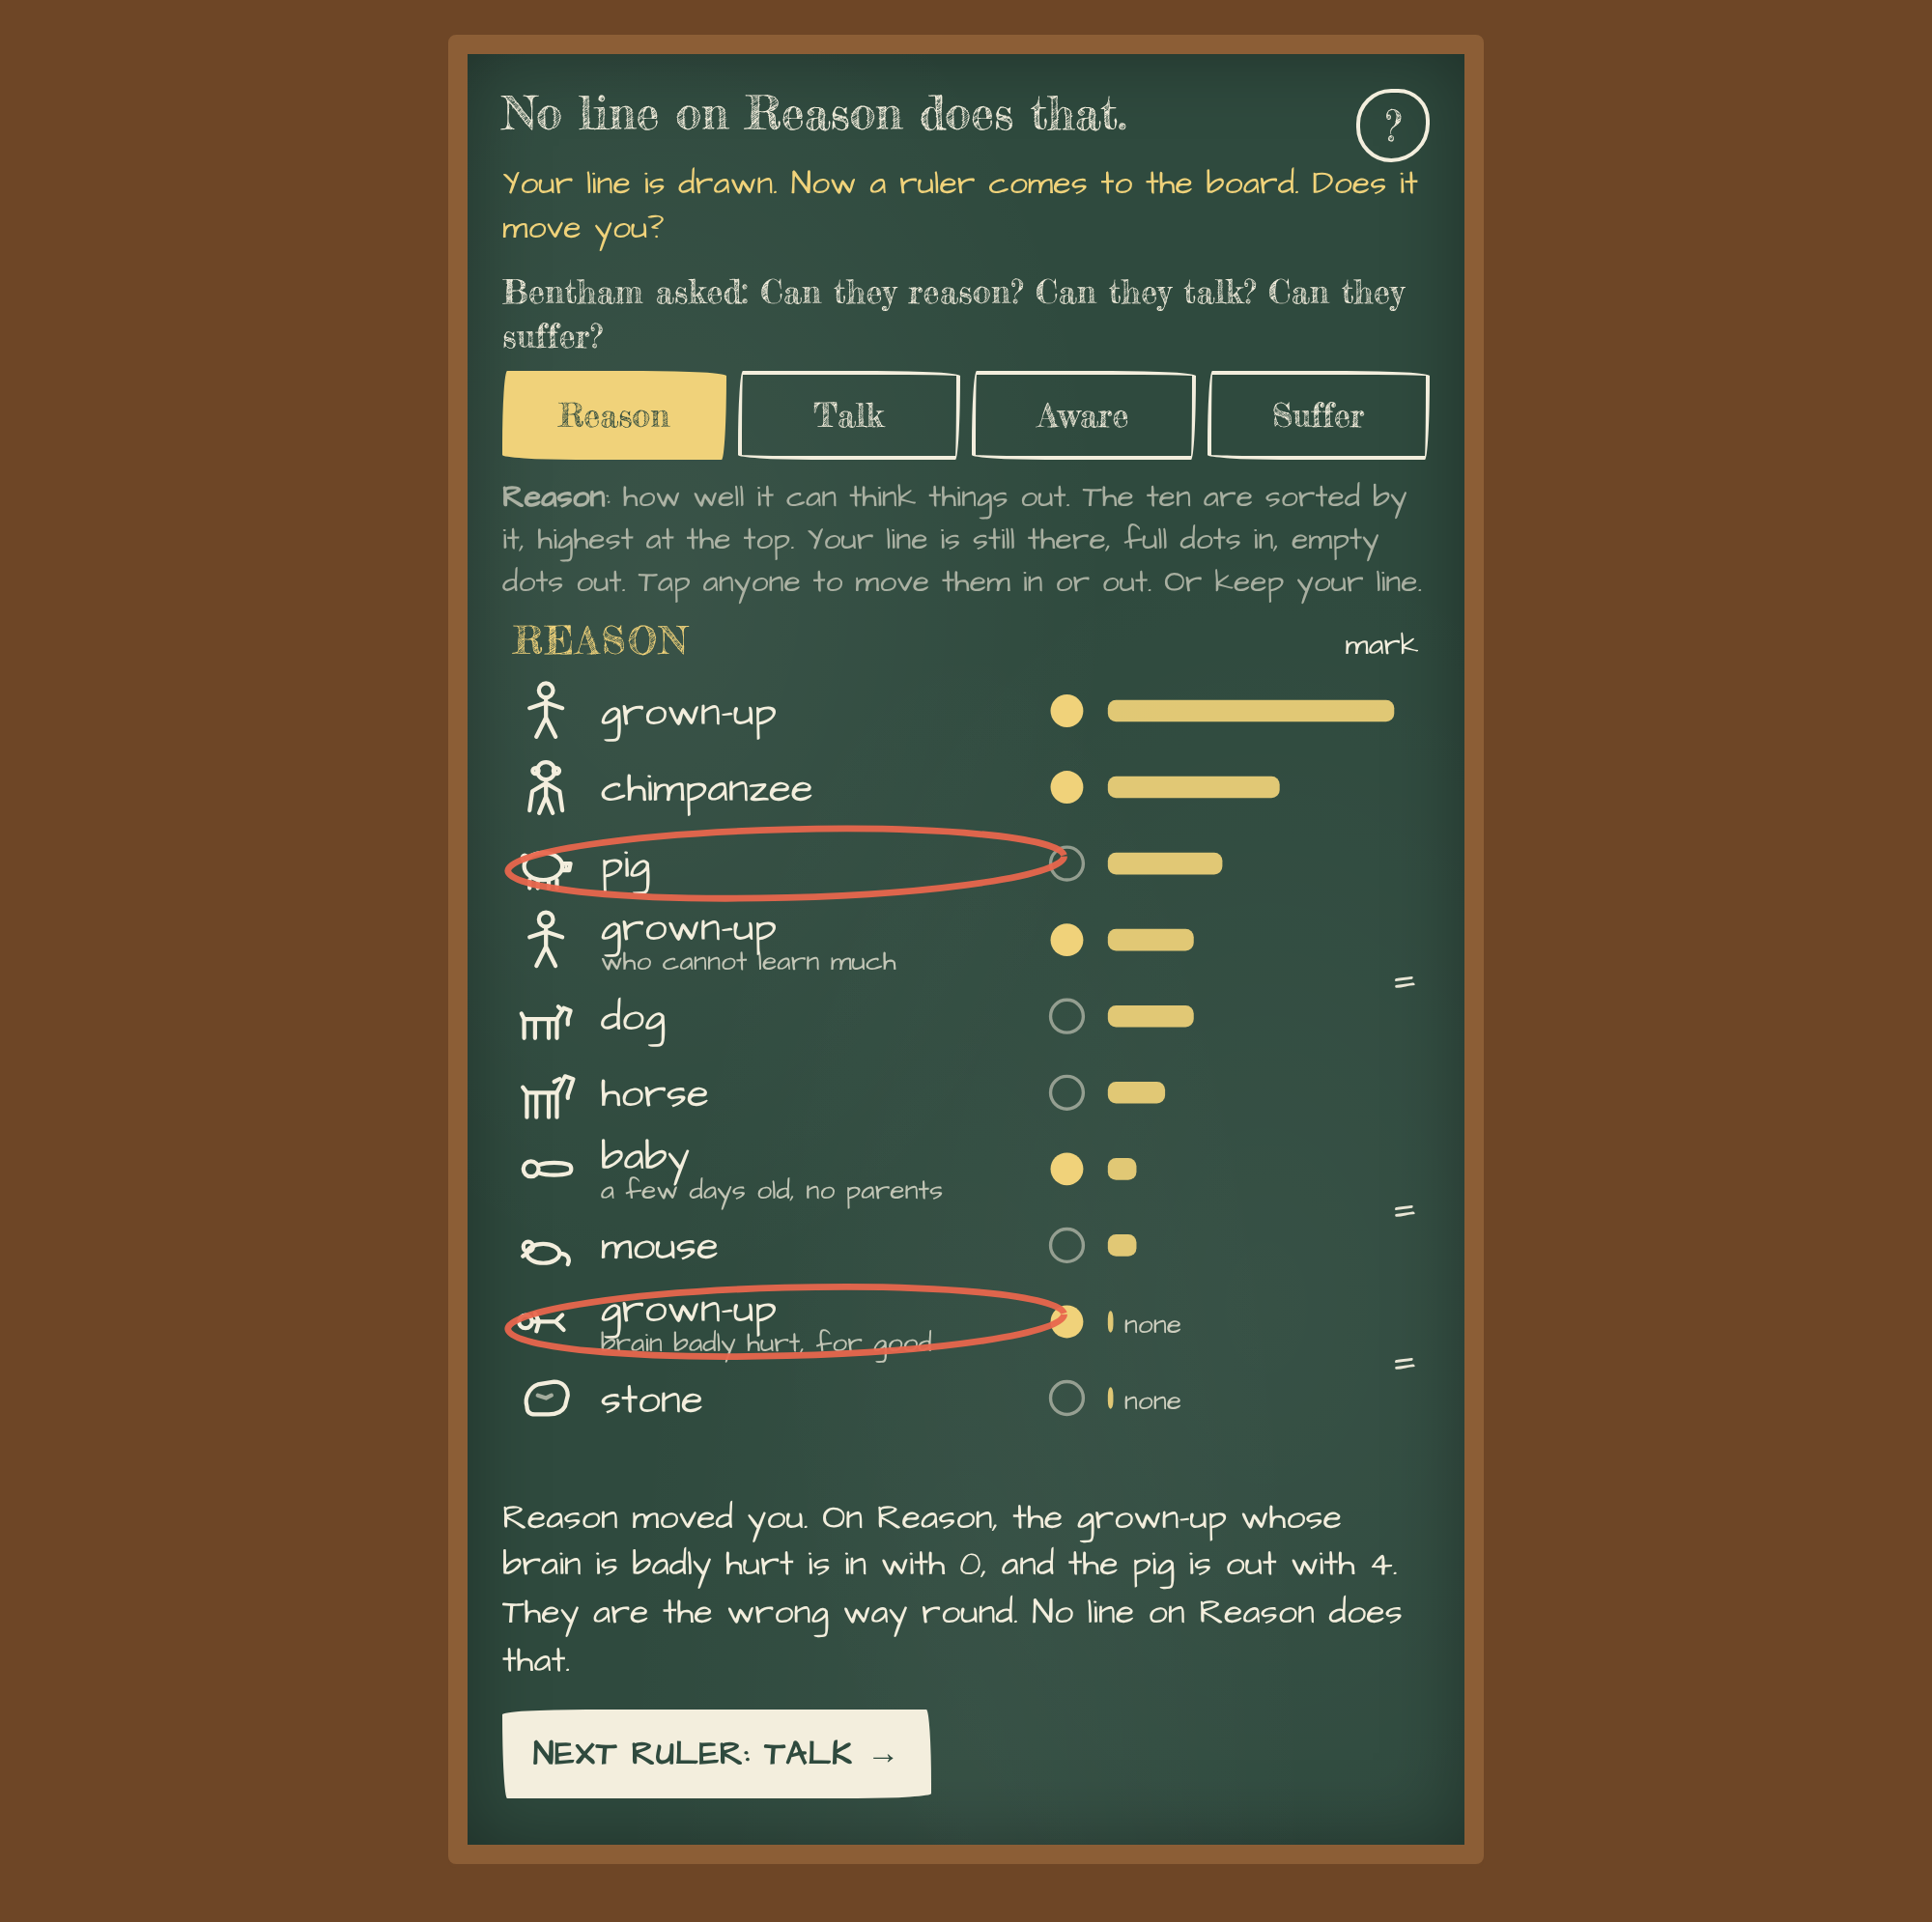 No line on Reason does that.
?
Your line is drawn. Now a ruler comes to the board. Does it
move you?
Bentham asked: Can they reason? Can they talk? Can they
suffer?
Reason Talk Aware Suffer
Reason: how well it can think things out. The ten are sorted by
it, highest at the top. Your line is still there, full dots in, empty
dots out. Tap anyone to move them in or out. Or keep your line.
REASON mark
grown-up
chimpanzee
pig
grown-up
who cannot learn much
=
dog
horse
baby
a few days old, no parents
=
mouse
grown-up
brain badly hurt, for good
none
=
stone
none
Reason moved you. On Reason, the grown-up whose
brain is badly hurt is in with 0, and the pig is out with 4.
They are the wrong way round. No line on Reason does
that.
NEXT RULER: TALK →